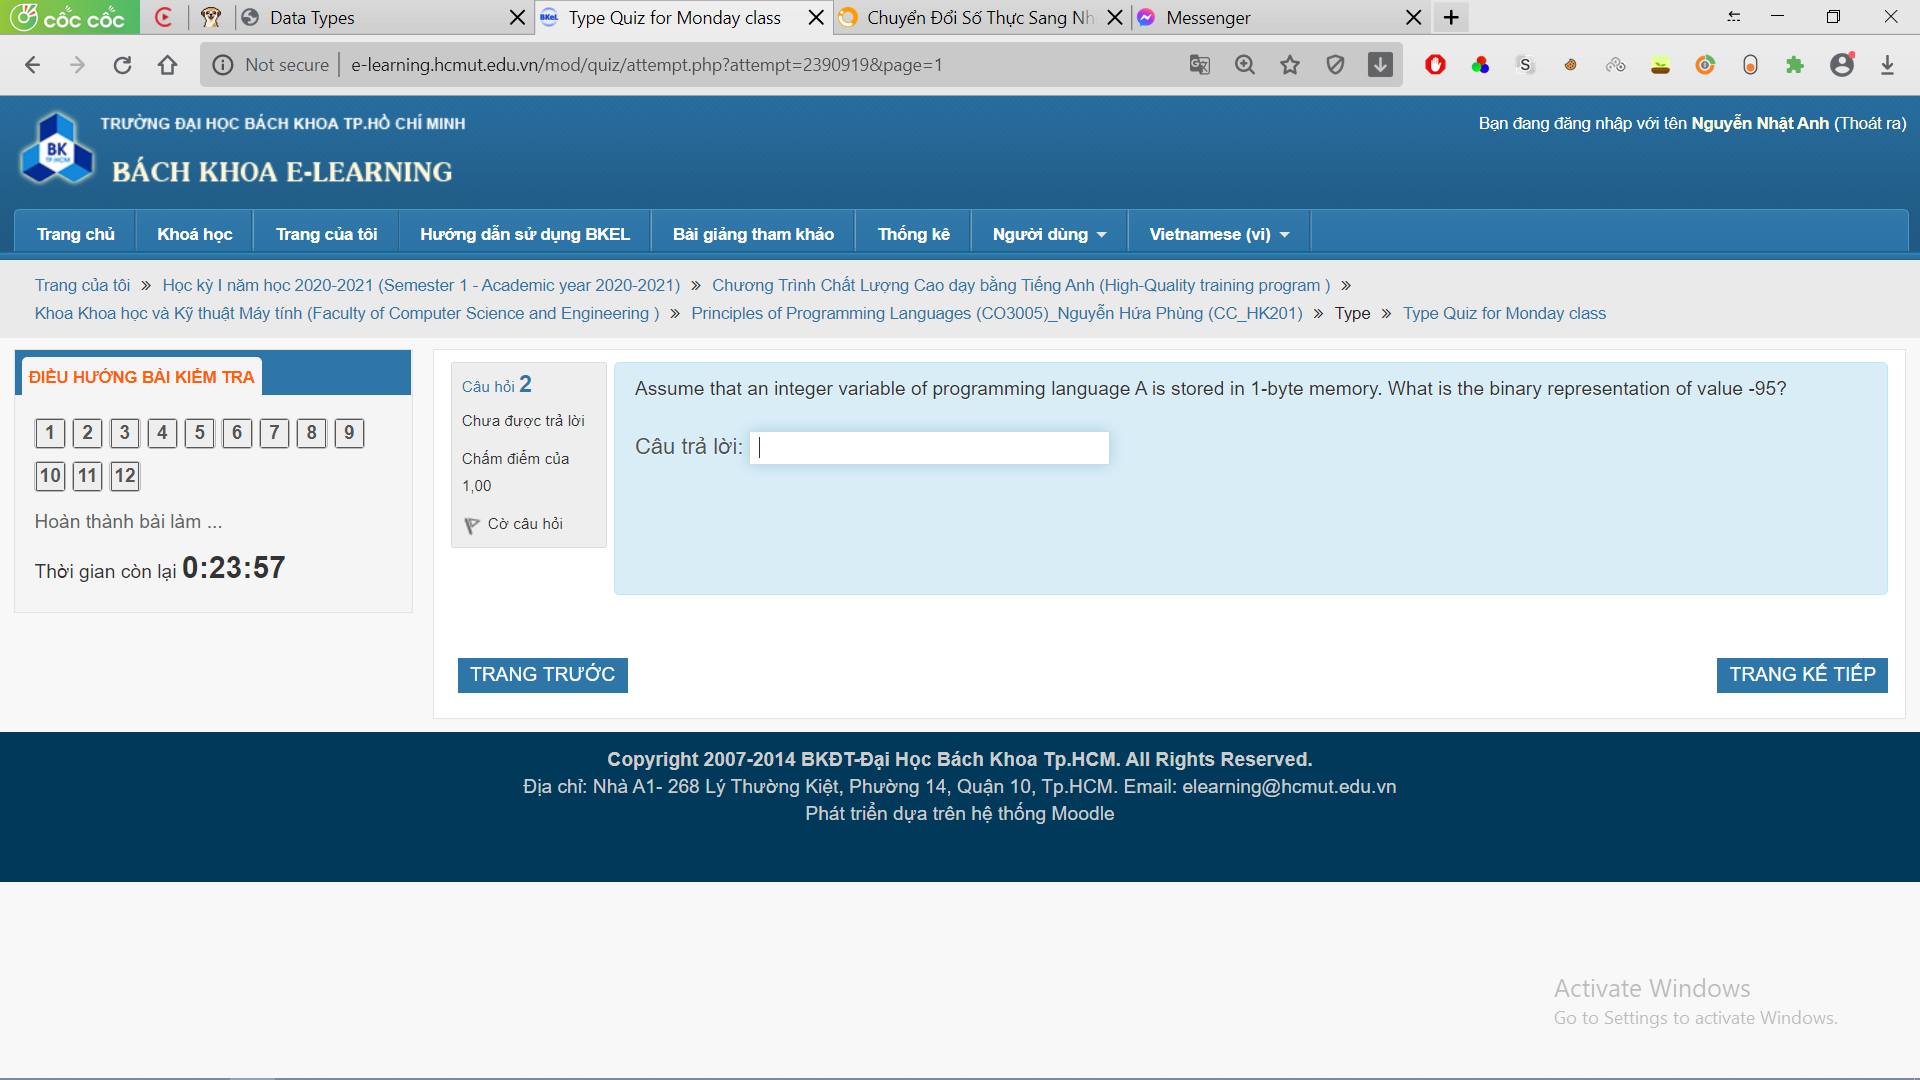 cốc cốc
Data Types
Type Quiz for Monday class
Chuyển Đổi Số Thực Sang Nh
Messenger
Not secure
e-learning.hcmut.edu.vn/mod/quiz/attempt.php?attempt=2390919&page=1
TRƯỜNG ĐẠI HỌC BÁCH KHOA TP.HỒ CHÍ MINH
BK
TP.HCM
BÁCH KHOA E-LEARNING
Bạn đang đăng nhập với tên Nguyễn Nhật Anh (Thoát ra)
Trang chủ
Khoá học
Trang của tôi
Hướng dẫn sử dụng BKEL
Bài giảng tham khảo
Thống kê
Người dùng
Vietnamese (vi)
Trang của tôi » Học kỳ I năm học 2020-2021 (Semester 1 - Academic year 2020-2021) » Chương Trình Chất Lượng Cao dạy bằng Tiếng Anh (High-Quality training program ) »
Khoa Khoa học và Kỹ thuật Máy tính (Faculty of Computer Science and Engineering ) » Principles of Programming Languages (CO3005)_Nguyễn Hứa Phùng (CC_HK201) » Type » Type Quiz for Monday class
ĐIỀU HƯỚNG BÀI KIỂM TRA
1 2 3 4 5 6 7 8 9
10 11 12
Hoàn thành bài làm ...
Thời gian còn lại 0:23:57
Câu hỏi 2
Chưa được trả lời
Chấm điểm của
1,00
Cờ câu hỏi
Assume that an integer variable of programming language A is stored in 1-byte memory. What is the binary representation of value -95?
Câu trả lời:
TRANG TRƯỚC
TRANG KẾ TIẾP
Copyright 2007-2014 BKĐT-Đại Học Bách Khoa Tp.HCM. All Rights Reserved.
Địa chỉ: Nhà A1- 268 Lý Thường Kiệt, Phường 14, Quận 10, Tp.HCM. Email: elearning@hcmut.edu.vn
Phát triển dựa trên hệ thống Moodle
Activate Windows
Go to Settings to activate Windows.